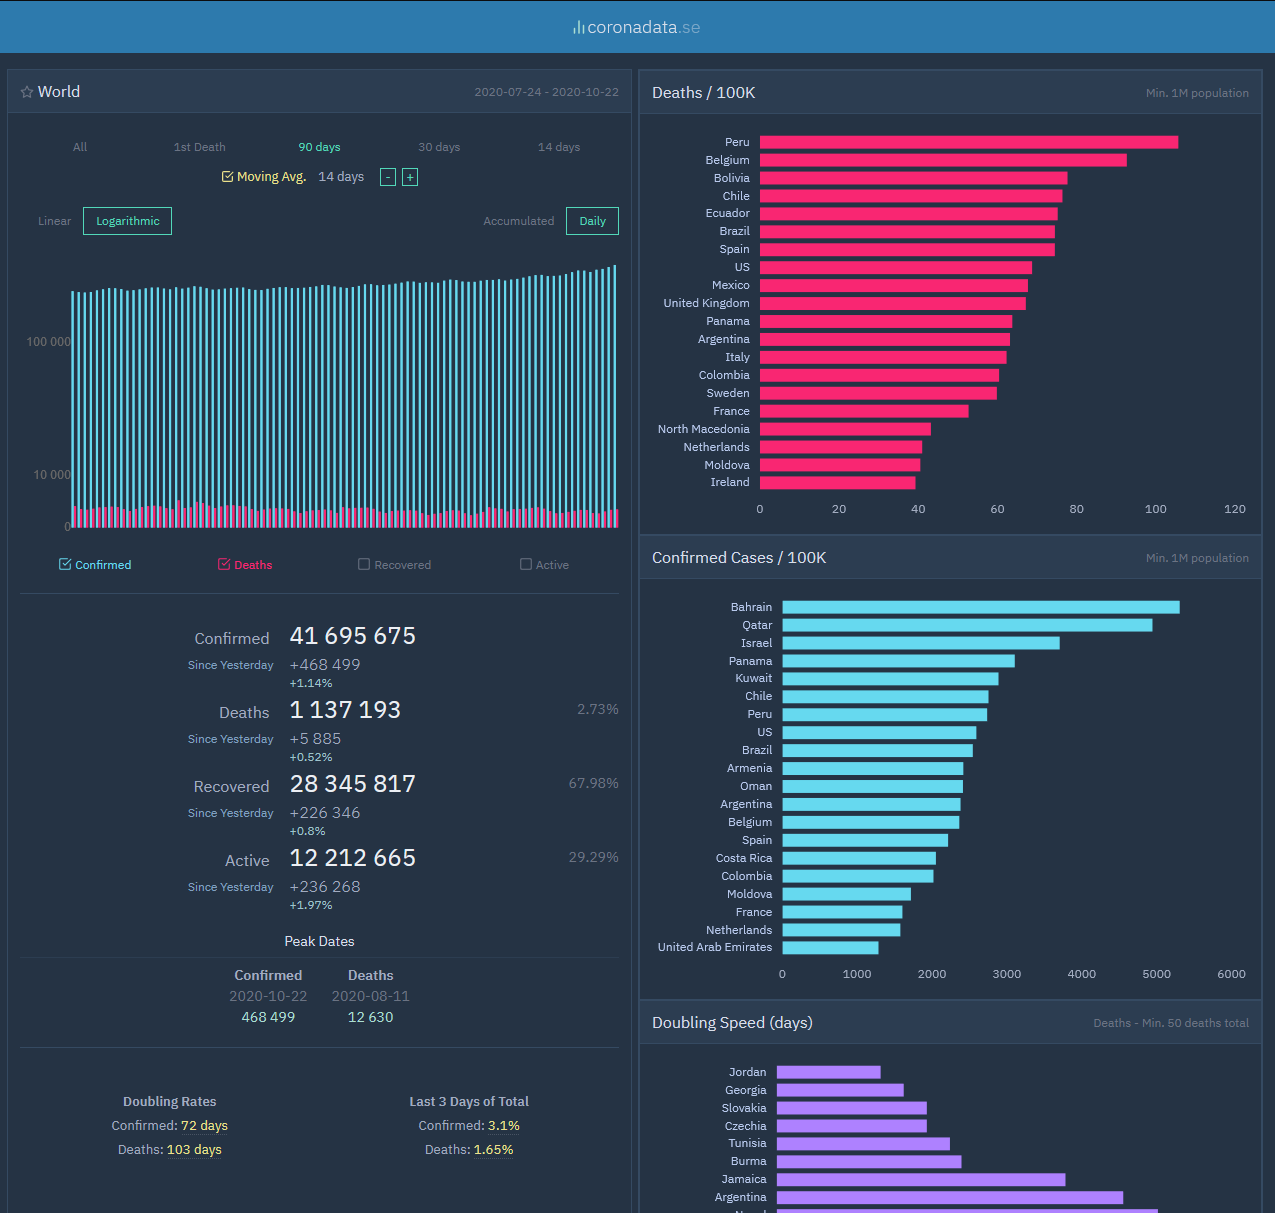 coronadata.se
World
2020-07-24 - 2020-10-22
All 1st Death 90 days 30 days 14 days
Moving Avg. 14 days - +
Linear Logarithmic Accumulated Daily
100 000
10 000
0
Confirmed Deaths Recovered Active
Confirmed 41 695 675
Since Yesterday +468 499
+1.14%
Deaths 1 137 193 2.73%
Since Yesterday +5 885
+0.52%
Recovered 28 345 817 67.98%
Since Yesterday +226 346
+0.8%
Active 12 212 665 29.29%
Since Yesterday +236 268
+1.97%
Peak Dates
Confirmed Deaths
2020-10-22 2020-08-11
468 499 12 630
Doubling Rates Last 3 Days of Total
Confirmed: 72 days Confirmed: 3.1%
Deaths: 103 days Deaths: 1.65%
Deaths / 100K Min. 1M population
Peru
Belgium
Bolivia
Chile
Ecuador
Brazil
Spain
US
Mexico
United Kingdom
Panama
Argentina
Italy
Colombia
Sweden
France
North Macedonia
Netherlands
Moldova
Ireland
0 20 40 60 80 100 120
Confirmed Cases / 100K Min. 1M population
Bahrain
Qatar
Israel
Panama
Kuwait
Chile
Peru
US
Brazil
Armenia
Oman
Argentina
Belgium
Spain
Costa Rica
Colombia
Moldova
France
Netherlands
United Arab Emirates
0 1000 2000 3000 4000 5000 6000
Doubling Speed (days) Deaths - Min. 50 deaths total
Jordan
Georgia
Slovakia
Czechia
Tunisia
Burma
Jamaica
Argentina